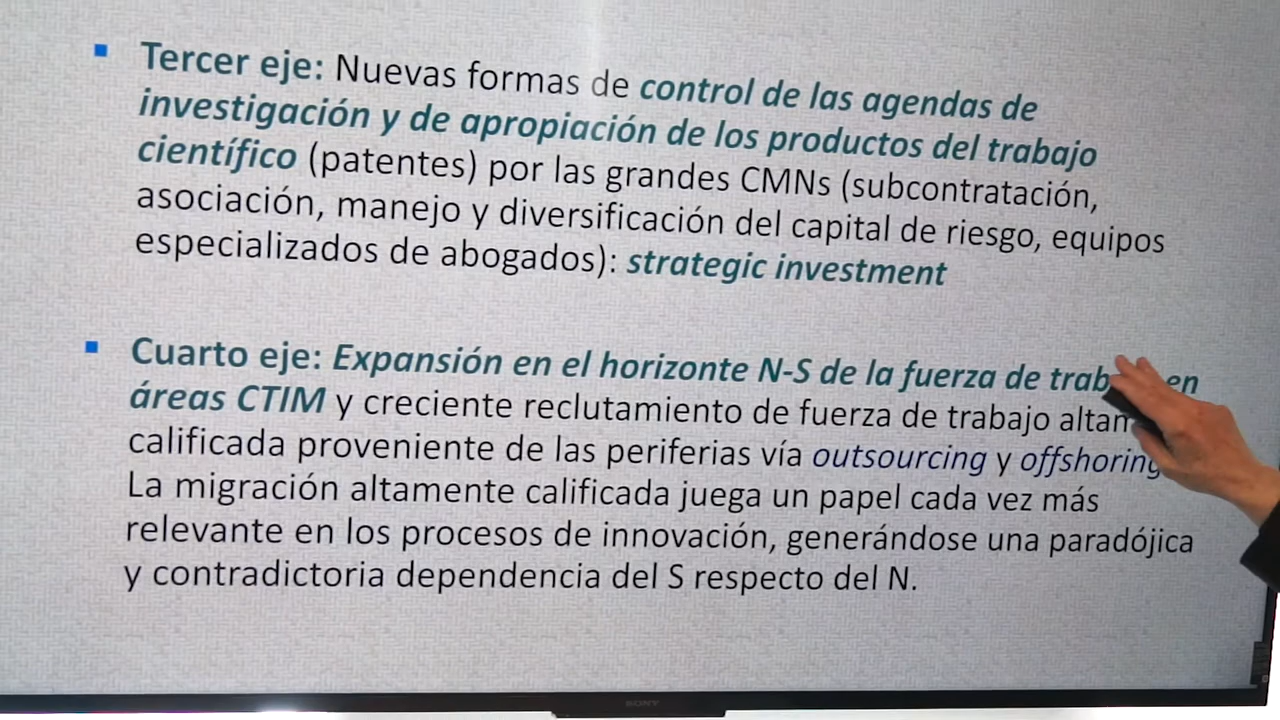 Tercer eje: Nuevas formas de control de las agendas de
investigación y de apropiación de los productos del trabajo
científico (patentes) por las grandes CMNs (subcontratación,
asociación, manejo y diversificación del capital de riesgo, equipos
especializados de abogados): strategic investment
Cuarto eje: Expansión en el horizonte N-S de la fuerza de en
áreas CTIM y creciente reclutamiento de fuerza de trabajo
calificada proveniente de las periferias vía outsourcing y offshoring
La migración altamente calificada juega un papel cada vez más
relevante en los procesos de innovación, generándose una paradójica
y contradictoria dependencia del S respecto del N.
SONY